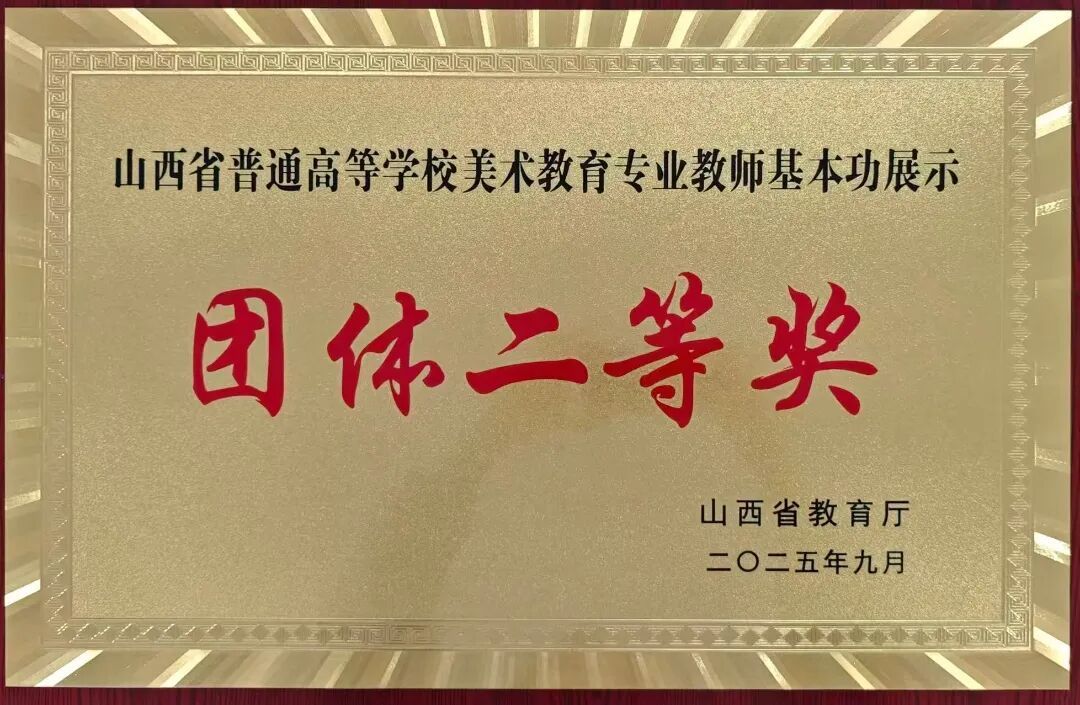 山西省普通高等学校美术教育专业教师基本功展示
团体二等奖
山西省教育厅
二〇二五年九月